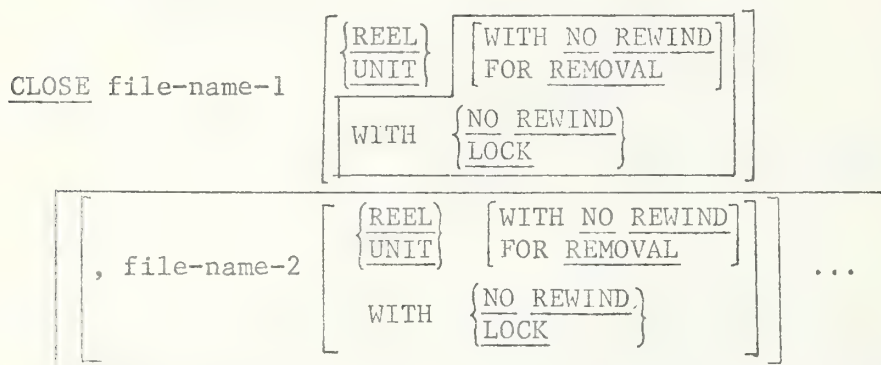 REEL WITH NO REWIND
UNIT FOR REMOVAL
CLOSE file-name-1
WITH NO REWIND
LOCK
REEL WITH NO REWIND
UNIT FOR REMOVAL
, file-name-2 ...
WITH NO REWIND
LOCK